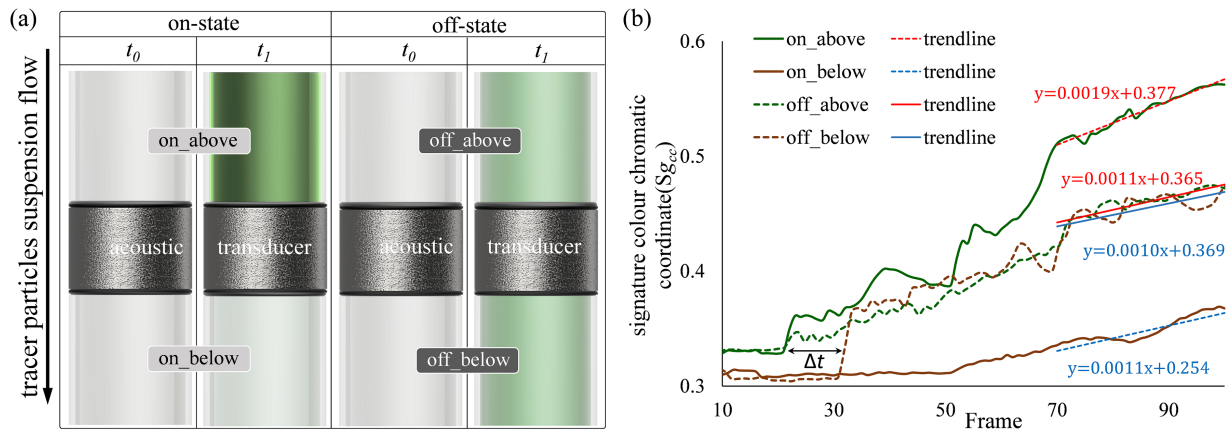 (a)
on-state off-state
t0 t1 t0 t1
tracer particles suspension flow
on_above off_above
acoustic transducer acoustic transducer
on_below off_below
(b)
signature colour chromatic
coordinate(Sgcc)
0.6
0.5
0.4
0.3
on_above trendline
on_below trendline
off_above trendline
off_below trendline
y=0.0019x+0.377
y=0.0011x+0.365
y=0.0010x+0.369
y=0.0011x+0.254
Δt
10 30 50 70 90
Frame